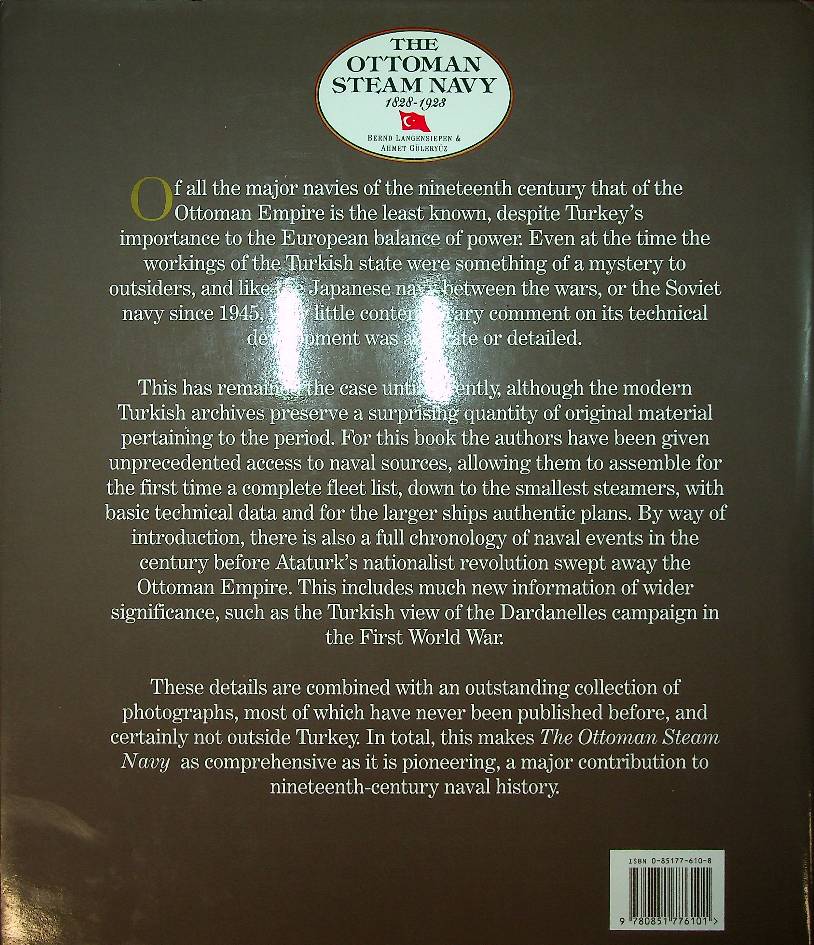 THE
OTTOMAN
STEAM NAVY
1828-1923
BERND LANGENSIEPEN &
AHMET GÜLERYÜZ
Of all the major navies of the nineteenth century that of the
Ottoman Empire is the least known, despite Turkey's
importance to the European balance of power. Even at the time the
workings of the Turkish state were something of a mystery to
outsiders, and like the Japanese navy between the wars, or the Soviet
navy since 1945, little contemporary comment on its technical
development was accurate or detailed.
This has remained the case until recently, although the modern
Turkish archives preserve a surprising quantity of original material
pertaining to the period. For this book the authors have been given
unprecedented access to naval sources, allowing them to assemble for
the first time a complete fleet list, down to the smallest steamers, with
basic technical data and for the larger ships authentic plans. By way of
introduction, there is also a full chronology of naval events in the
century before Ataturk's nationalist revolution swept away the
Ottoman Empire. This includes much new information of wider
significance, such as the Turkish view of the Dardanelles campaign in
the First World War.
These details are combined with an outstanding collection of
photographs, most of which have never been published before, and
certainly not outside Turkey. In total, this makes The Ottoman Steam
Navy as comprehensive as it is pioneering, a major contribution to
nineteenth-century naval history.
ISBN 0-85177-610-8
9 780851 776101 >